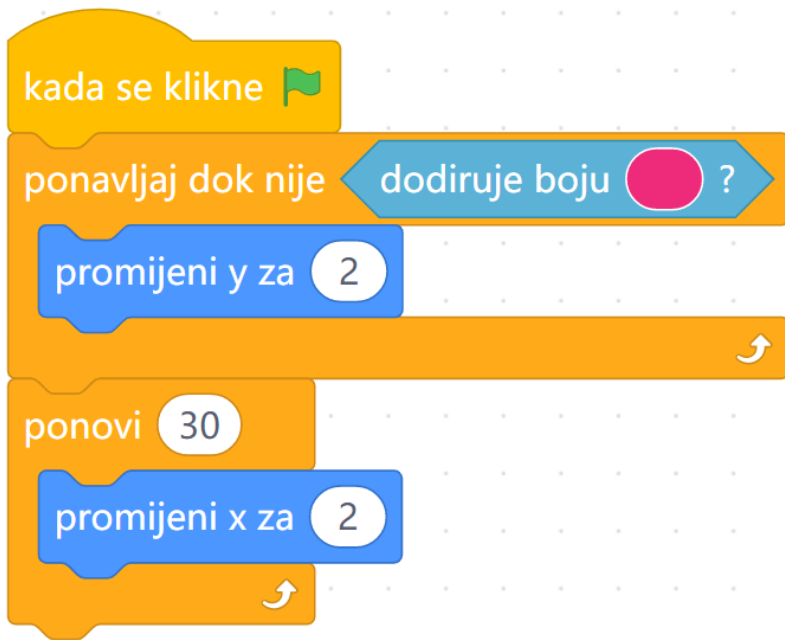 kada se klikne
ponavljaj dok nije dodiruje boju ?
promijeni y za 2
ponovi 30
promijeni x za 2